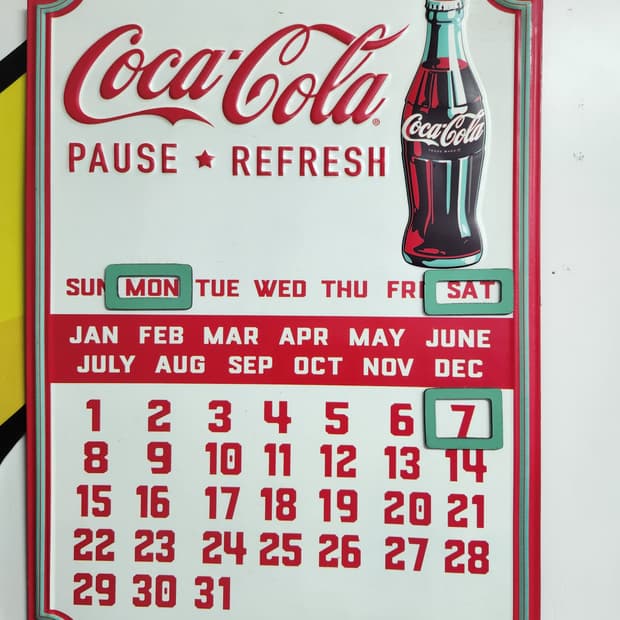 Coca-Cola
PAUSE ★ REFRESH
Coca-Cola
SUN MON TUE WED THU FRI SAT
JAN FEB MAR APR MAY JUNE
JULY AUG SEP OCT NOV DEC
1 2 3 4 5 6 7
8 9 10 11 12 13 14
15 16 17 18 19 20 21
22 23 24 25 26 27 28
29 30 31